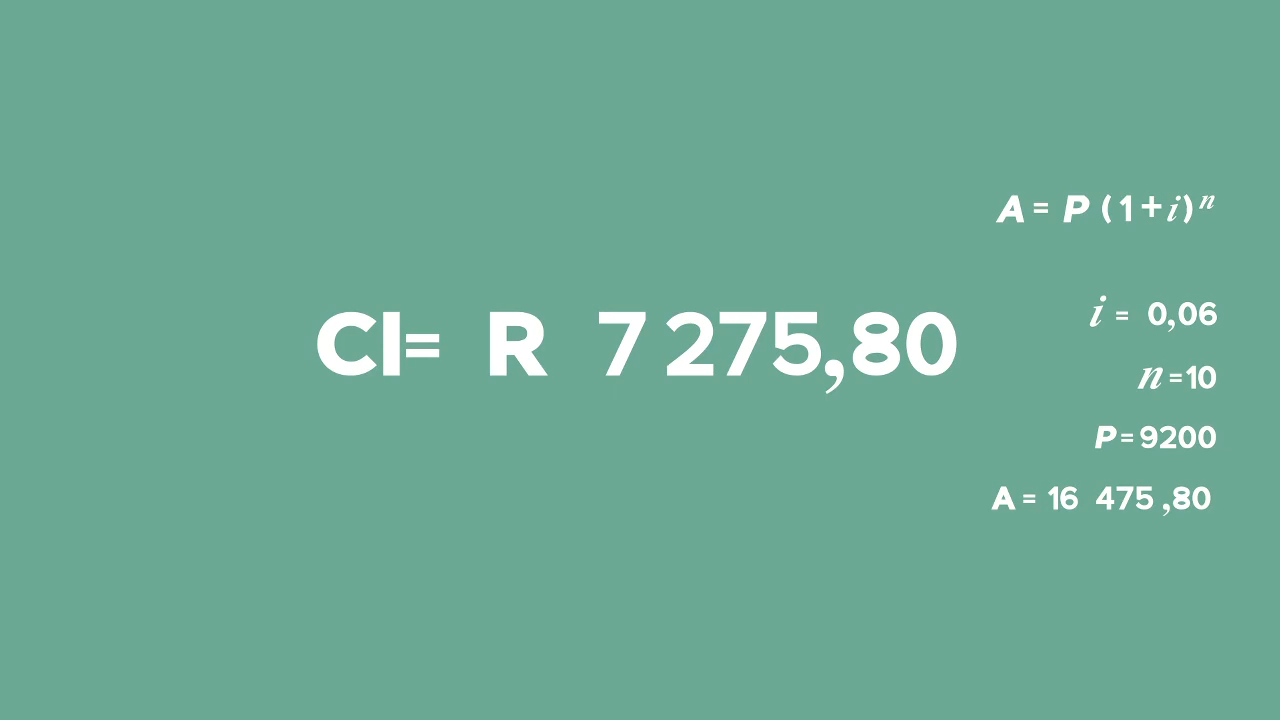 A = P (1+i)ⁿ
i = 0,06
CI= R 7 275,80
n =10
P = 9200
A = 16 475 ,80